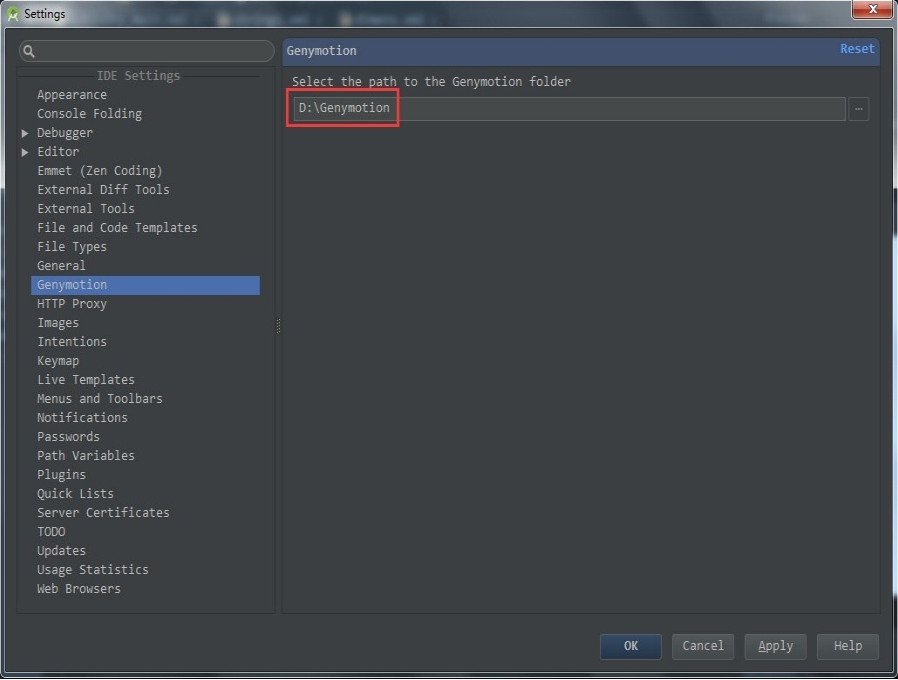 Settings
IDE Settings
Appearance
Console Folding
Debugger
Editor
Emmet (Zen Coding)
External Diff Tools
External Tools
File and Code Templates
File Types
General
Genymotion
HTTP Proxy
Images
Intentions
Keymap
Live Templates
Menus and Toolbars
Notifications
Passwords
Path Variables
Plugins
Quick Lists
Server Certificates
TODO
Updates
Usage Statistics
Web Browsers
Genymotion
Reset
Select the path to the Genymotion folder
D:\Genymotion
...
OK
Cancel
Apply
Help